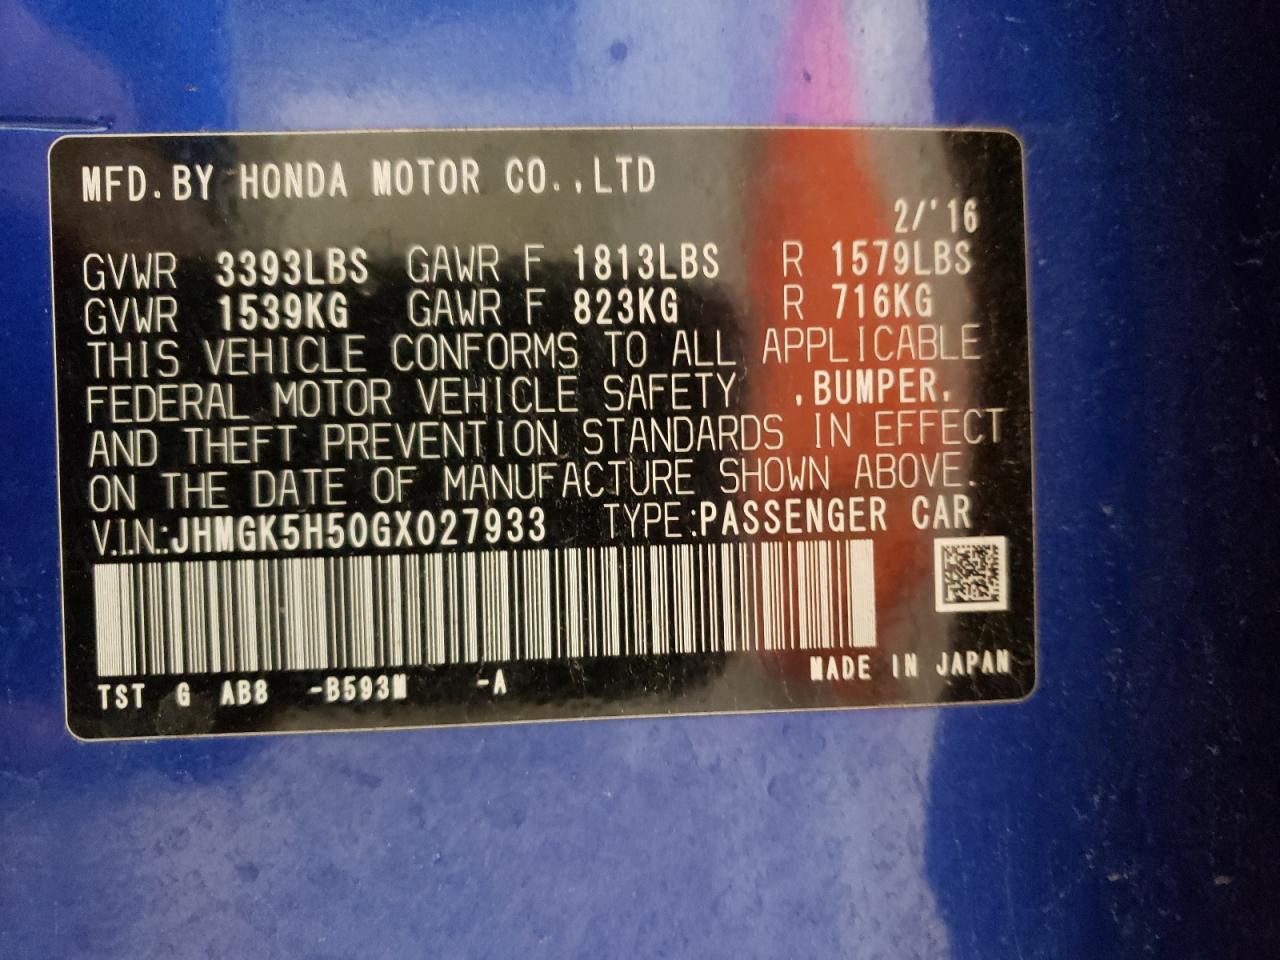 MFD.BY HONDA MOTOR CO.,LTD
2/'16
GVWR 3393LBS GAWR F 1813LBS R 1579LBS
GVWR 1539KG GAWR F 823KG R 716KG
THIS VEHICLE CONFORMS TO ALL APPLICABLE
FEDERAL MOTOR VEHICLE SAFETY ,BUMPER,
AND THEFT PREVENTION STANDARDS IN EFFECT
ON THE DATE OF MANUFACTURE SHOWN ABOVE.
V.I.N.:JHMGK5H50GX027933 TYPE:PASSENGER CAR
MADE IN JAPAN
TST G AB8 -B593M -A